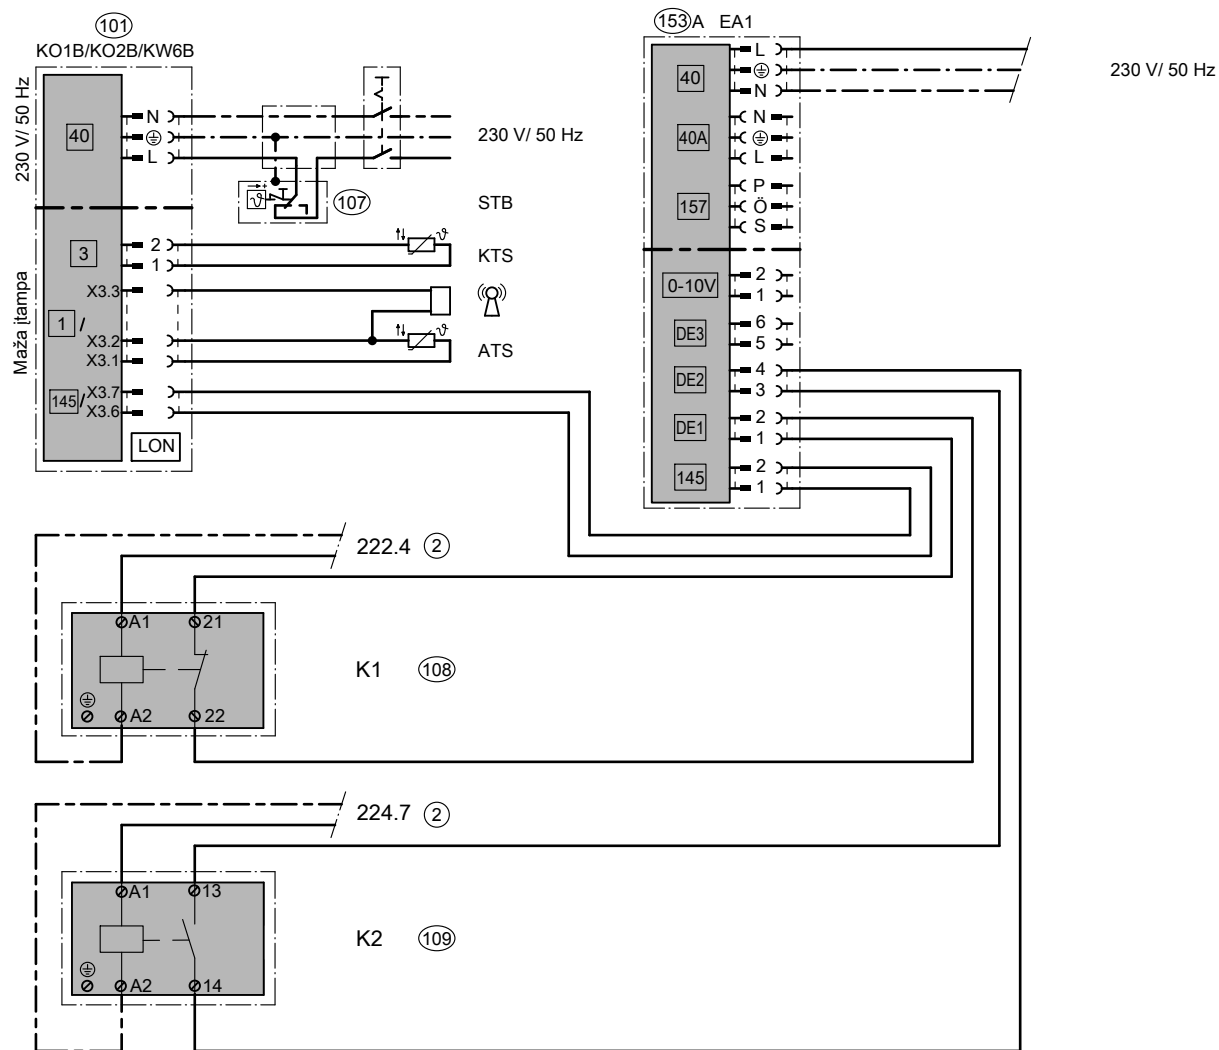 101
KO1B/KO2B/KW6B
230 V/ 50 Hz
40
N
L
230 V/ 50 Hz
107
STB
ϑ
3
2
1
ϑ
KTS
Maža įtampa
X3.3
1 /
X3.2
X3.1
ϑ
ATS
145 /
X3.7
X3.6
LON
153 A EA1
40
L
N
230 V/ 50 Hz
40A
N
L
157
P
Ö
S
0-10V
2
1
DE3
6
5
DE2
4
3
DE1
2
1
145
2
1
222.4 2
A1 21
K1 108
A2 22
224.7 2
A1 13
K2 109
A2 14